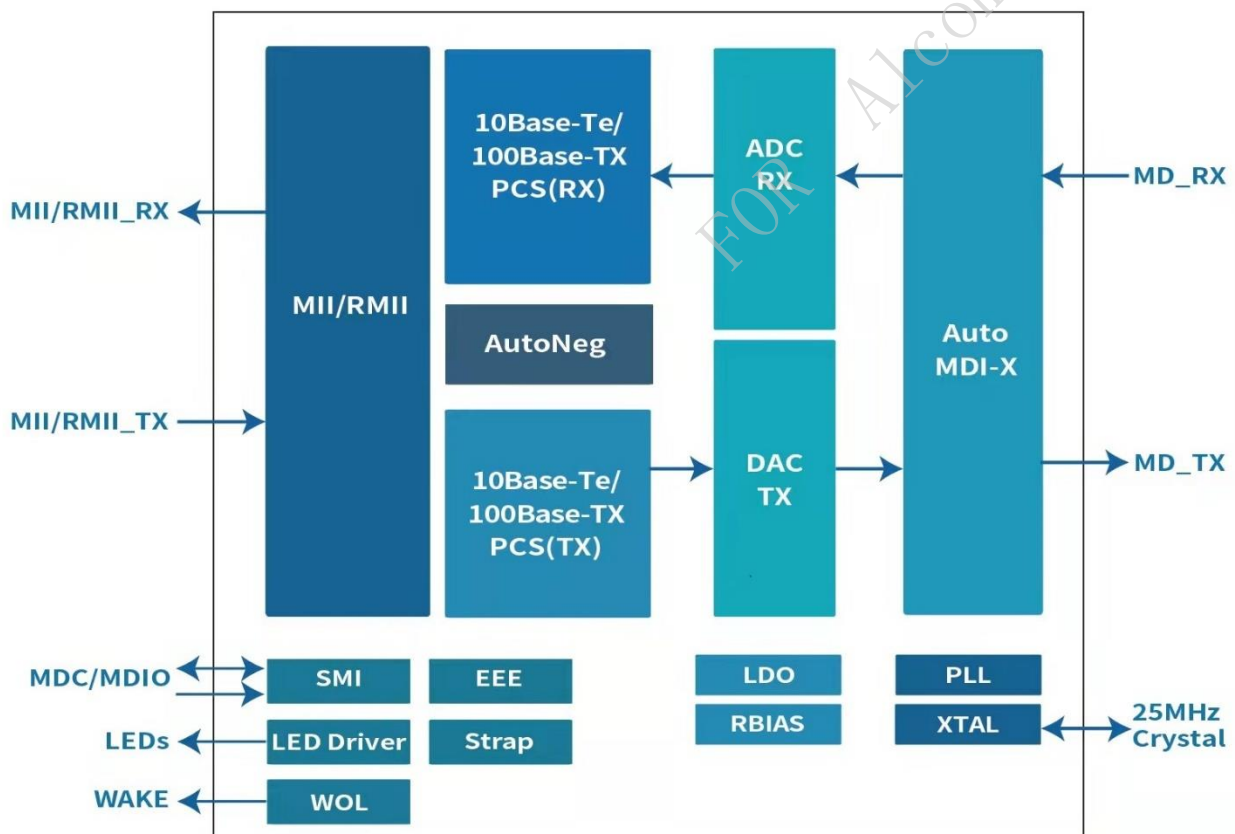 FOR Alcom
10Base-Te/
100Base-TX
PCS(RX)
ADC
RX
MD_RX
MII/RMII_RX
MII/RMII
AutoNeg
Auto
MDI-X
MII/RMII_TX
10Base-Te/
100Base-TX
PCS(TX)
DAC
TX
MD_TX
MDC/MDIO
SMI
EEE
LDO
PLL
LEDs
LED Driver
Strap
RBIAS
XTAL
25MHz
Crystal
WAKE
WOL